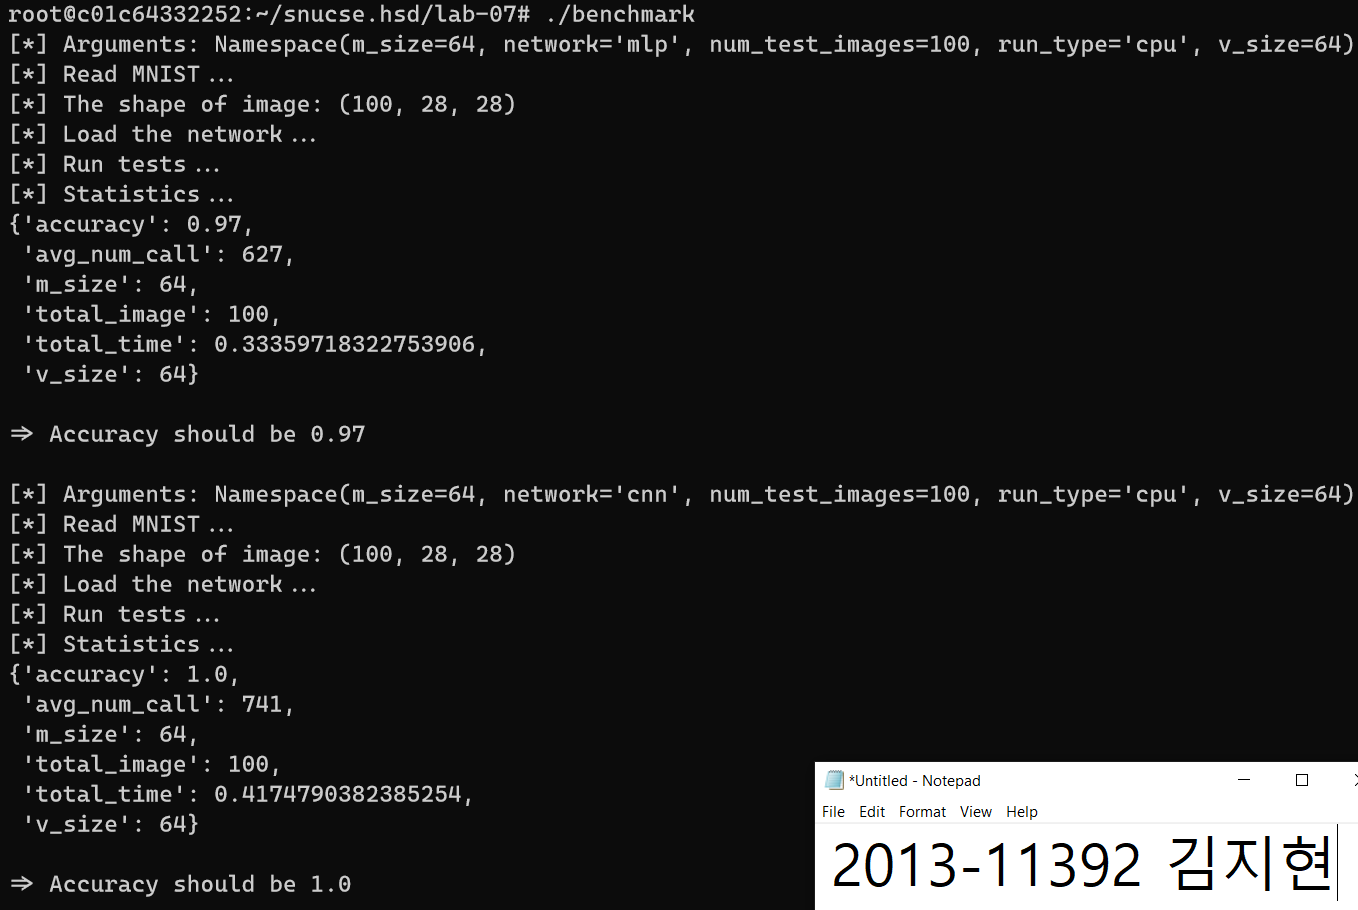 root@c01c64332252:~/snucse.hsd/lab-07# ./benchmark
[*] Arguments: Namespace(m_size=64, network='mlp', num_test_images=100, run_type='cpu', v_size=64)
[*] Read MNIST...
[*] The shape of image: (100, 28, 28)
[*] Load the network...
[*] Run tests...
[*] Statistics...
{'accuracy': 0.97,
 'avg_num_call': 627,
 'm_size': 64,
 'total_image': 100,
 'total_time': 0.33359718322753906,
 'v_size': 64}
=> Accuracy should be 0.97
[*] Arguments: Namespace(m_size=64, network='cnn', num_test_images=100, run_type='cpu', v_size=64)
[*] Read MNIST...
[*] The shape of image: (100, 28, 28)
[*] Load the network...
[*] Run tests...
[*] Statistics...
{'accuracy': 1.0,
 'avg_num_call': 741,
 'm_size': 64,
 'total_image': 100,
 'total_time': 0.4174790382385254,
 'v_size': 64}
=> Accuracy should be 1.0
*Untitled - Notepad
File Edit Format View Help
2013-11392 김지현